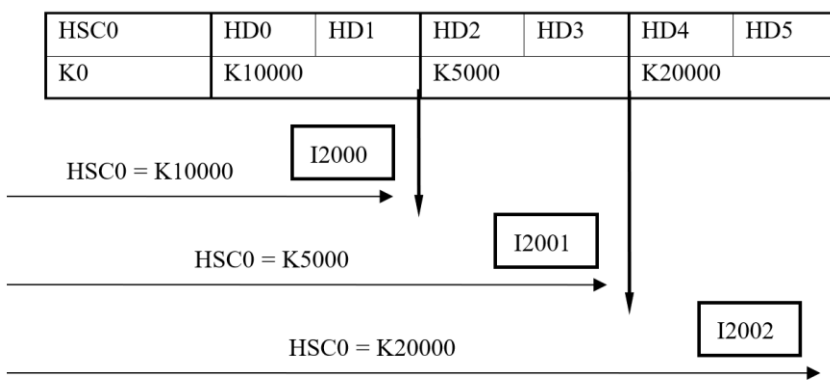 HSC0 HD0 HD1 HD2 HD3 HD4 HD5
K0 K10000 K5000 K20000
I2000
HSC0 = K10000
I2001
HSC0 = K5000
I2002
HSC0 = K20000